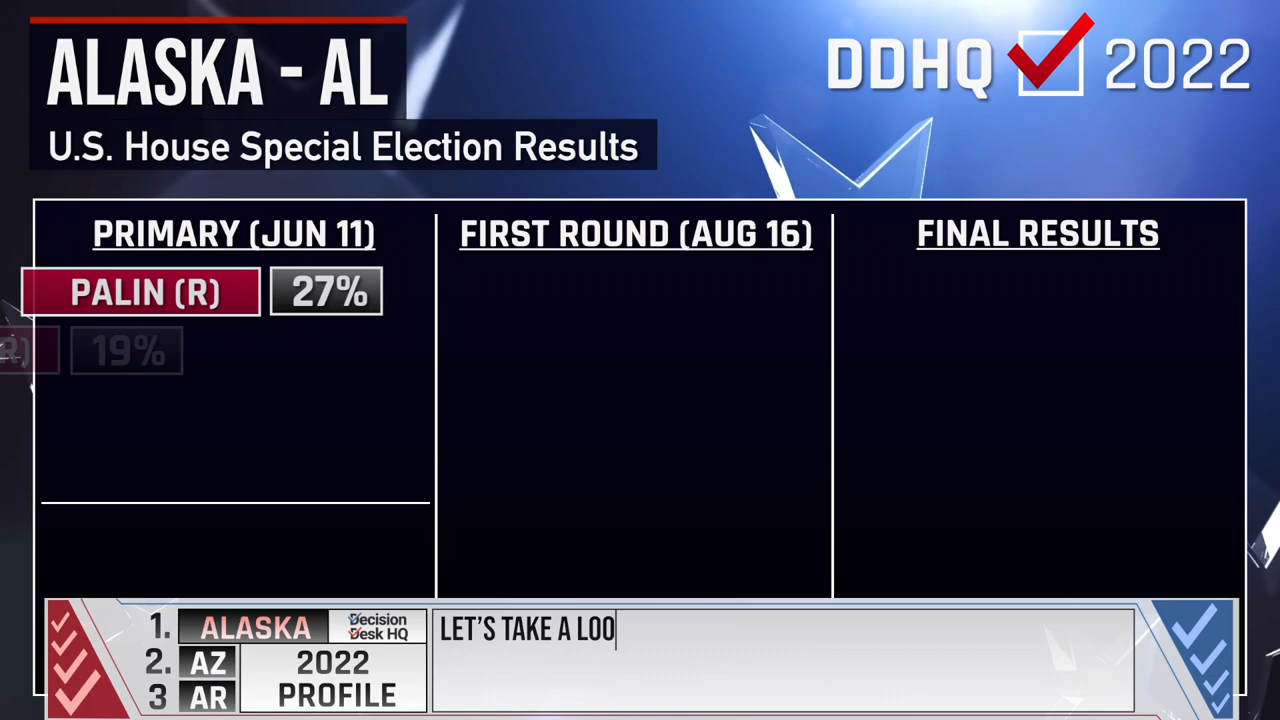 ALASKA - AL
DDHQ 2022
U.S. House Special Election Results
PRIMARY (JUN 11)
FIRST ROUND (AUG 16)
FINAL RESULTS
PALIN (R) 27%
R) 19%
1. ALASKA Decision Desk HQ
2. AZ
3 AR
2022
PROFILE
LET'S TAKE A LOO